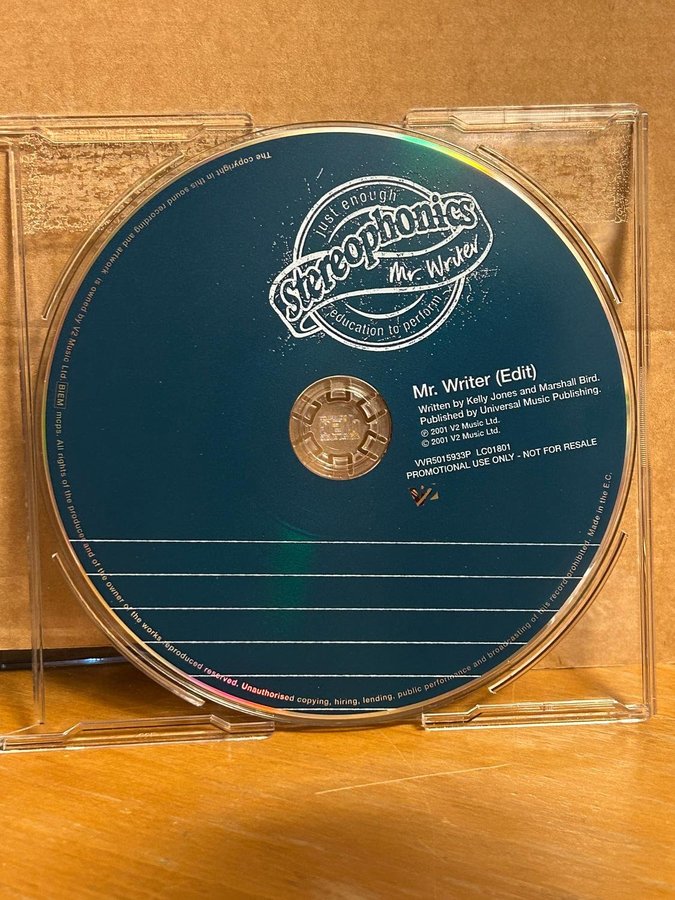 just enough
Stereophonics
Mr. Writer
education to perform
Mr. Writer (Edit)
Written by Kelly Jones and Marshall Bird.
Published by Universal Music Publishing.
℗ 2001 V2 Music Ltd.
© 2001 V2 Music Ltd.
VVR5015933P LC01801
PROMOTIONAL USE ONLY - NOT FOR RESALE
The copyright in this sound recording and artwork is owned by V2 Music Ltd BIEM mcps. All rights of the producer and of the owner of the works reproduced reserved. Unauthorised copying, hiring, lending, public performance and broadcasting of this record prohibited. Made in the E.C.